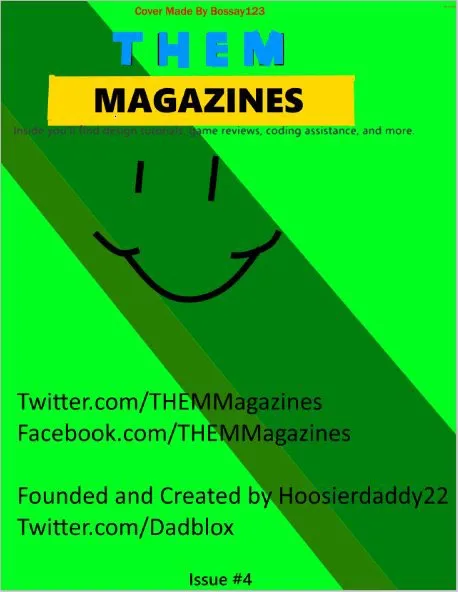 Cover Made By Bossay123
THEM
MAGAZINES
Inside you'll find design tutorials, game reviews, coding assistance, and more.
Twitter.com/THEMMagazines
Facebook.com/THEMMagazines
Founded and Created by Hoosierdaddy22
Twitter.com/Dadblox
Issue #4